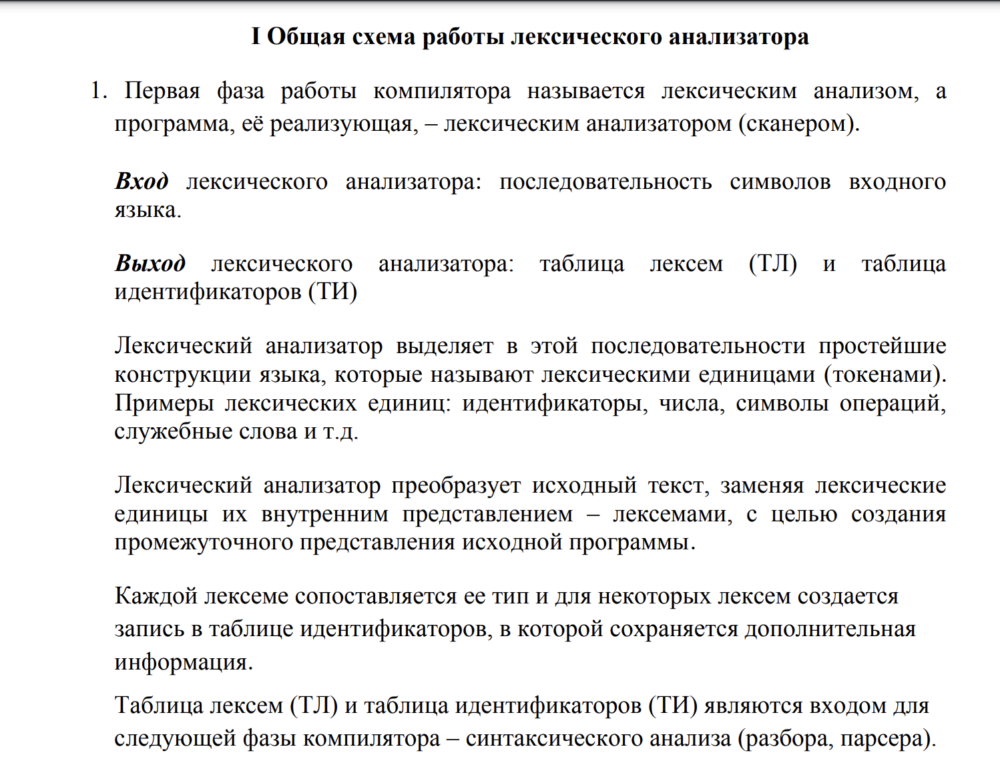 I Общая схема работы лексического анализатора
1. Первая фаза работы компилятора называется лексическим анализом, а
программа, её реализующая, – лексическим анализатором (сканером).
Вход лексического анализатора: последовательность символов входного
языка.
Выход лексического анализатора: таблица лексем (ТЛ) и таблица
идентификаторов (ТИ)
Лексический анализатор выделяет в этой последовательности простейшие
конструкции языка, которые называют лексическими единицами (токенами).
Примеры лексических единиц: идентификаторы, числа, символы операций,
служебные слова и т.д.
Лексический анализатор преобразует исходный текст, заменяя лексические
единицы их внутренним представлением – лексемами, с целью создания
промежуточного представления исходной программы.
Каждой лексеме сопоставляется ее тип и для некоторых лексем создается
запись в таблице идентификаторов, в которой сохраняется дополнительная
информация.
Таблица лексем (ТЛ) и таблица идентификаторов (ТИ) являются входом для
следующей фазы компилятора – синтаксического анализа (разбора, парсера).